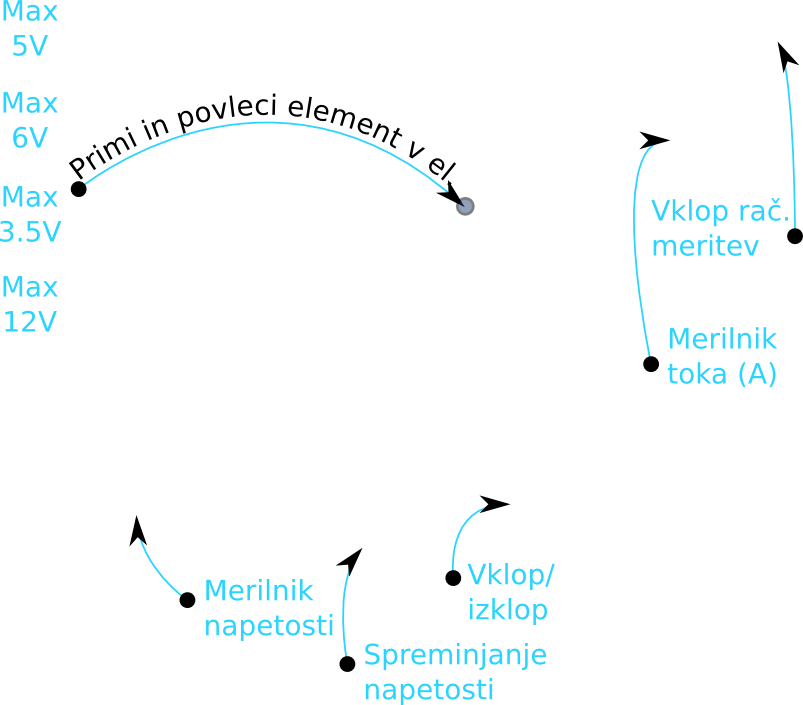 Max
5V
Max
6V
Max
3.5V
Max
12V
Primi in povleci element v el
Vklop rač.
meritev
Merilnik
toka (A)
Merilnik
napetosti
Vklop/
izklop
Spreminjanje
napetosti